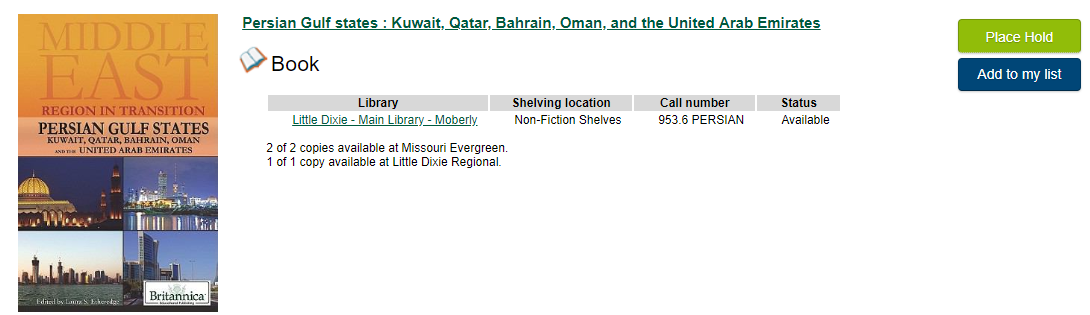 MIDDLE
EAST
REGION IN TRANSITION
PERSIAN GULF STATES
KUWAIT, QATAR, BAHRAIN, OMAN,
AND THE UNITED ARAB EMIRATES
Edited by Laura S. Etheredge
Britannica
Educational Publishing
Persian Gulf states : Kuwait, Qatar, Bahrain, Oman, and the United Arab Emirates
Book
Library Shelving location Call number Status
Little Dixie - Main Library - Moberly Non-Fiction Shelves 953.6 PERSIAN Available
2 of 2 copies available at Missouri Evergreen.
1 of 1 copy available at Little Dixie Regional.
Place Hold
Add to my list